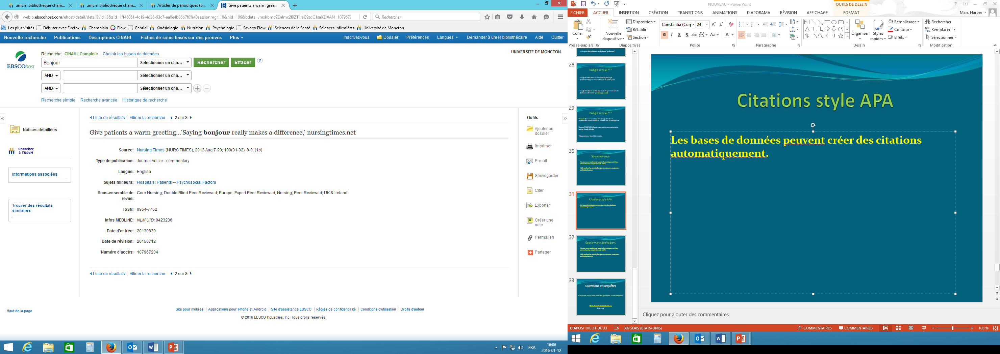 umcm bibliotheque cham...
umcm bibliotheque cham...
Articles de périodiques (b...
Give patients a warm gree...
web.b.ebscohost.com/ehost/detail/detail?vid=3&sid=1ff46061-4c19-4d35-93c7-aa0e4b86b7f0%40sessionmgr110&hid=106&bdata=
Rechercher
Les plus visités
Débuter avec Firefox
Champlain
Flow
Gabriel
Kinésiologie
Nutrition
Psychologie
Save to Flow
Sciences de la Santé
Sciences Infirmières
Université de Moncton
Nouvelle recherche
Publications
Descripteurs CINAHL
Fiches de soins basés sur des preuves
Plus
Inscrivez-vous
Dossier
Préférences
Langues
Demander à un(e) bibliothécaire
Aide
Quitter
EBSCOhost
Recherche : CINAHL Complete
Choisir les bases de données
UNIVERSITE DE MONCTON
Bonjour
Sélectionner un cha...
Rechercher
Effacer
?
AND
Sélectionner un cha...
AND
Sélectionner un cha...
Recherche simple
Recherche avancée
Historique de recherche
«
Notices détaillées
Chercher
à l'UdeM
Informations associées
Trouver des résultats
similaires
.
Liste de résultats
Affiner la recherche
2 sur 8
Give patients a warm greeting...'Saying bonjour really makes a difference,' nursingtimes.net
Source: Nursing Times (NURS TIMES), 2013 Aug 7-20; 109(31-32): 8-8. (1p)
Type de publication: Journal Article - commentary
Langue: English
Sujets mineurs: Hospitals; Patients -- Psychosocial Factors
Sous-ensemble de revue: Core Nursing; Double Blind Peer Reviewed; Europe; Expert Peer Reviewed; Nursing; Peer Reviewed; UK & Ireland
ISSN: 0954-7762
Infos MEDLINE: NLM UID: 0423236
Date d'entrée: 20130830
Date de révision: 20150712
Numéro d'accès: 107967204
Liste de résultats
Affiner la recherche
2 sur 8
Outils
»
Ajouter au
dossier
Imprimer
E-mail
Sauvegarder
Citer
Exporter
Créer une
note
Permalien
Partager
Haut de la page
Site pour mobiles
Applications pour iPhone et Android
Site d'assistance EBSCO
Règles de confidentialité
Conditions d'utilisation
Droits d'auteur
© 2016 EBSCO Industries, Inc. Tous droits réservés.
FRA
16:06
2016-01-12
NOUVEAU - PowerPoint
OUTILS DE DESSIN
FICHIER
ACCUEIL
INSERTION
CRÉATION
TRANSITIONS
ANIMATIONS
DIAPORAMA
RÉVISION
AFFICHAGE
FORMAT
Marc Harper
Coller
Nouvelle
diapositive
Disposition
Rétablir
Section
Constantia (Corp
24
G I S S abc AV Aa A
Organiser
Styles
rapides
Remplissage
Contour
Effets
Rechercher
Remplacer
Sélectionner
Presse-papiers
Diapositives
Police
Paragraphe
Dessin
Modification
28
Google Scholar???
29
Google Scholar???
30
Souvenez-vous
31
Citations style APA
Les bases de données peuvent créer des citations
automatiquement.
32
Gestionnaire de citations
33
Questions et Requêtes
Citations style APA
Les bases de données peuvent créer des citations
automatiquement.
Cliquez pour ajouter des commentaires
DIAPOSITIVE 31 DE 33
ANGLAIS (ÉTATS-UNIS)
COMMENTAIRES
COMMENTAIRES
103 %